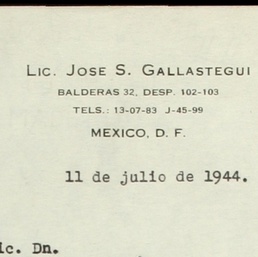 LIC. JOSE S. GALLASTEGUI
BALDERAS 32, DESP. 102-103
TELS.: 13-07-83 J-45-99
MEXICO, D. F.
11 de julio de 1944.
ic. Dn.